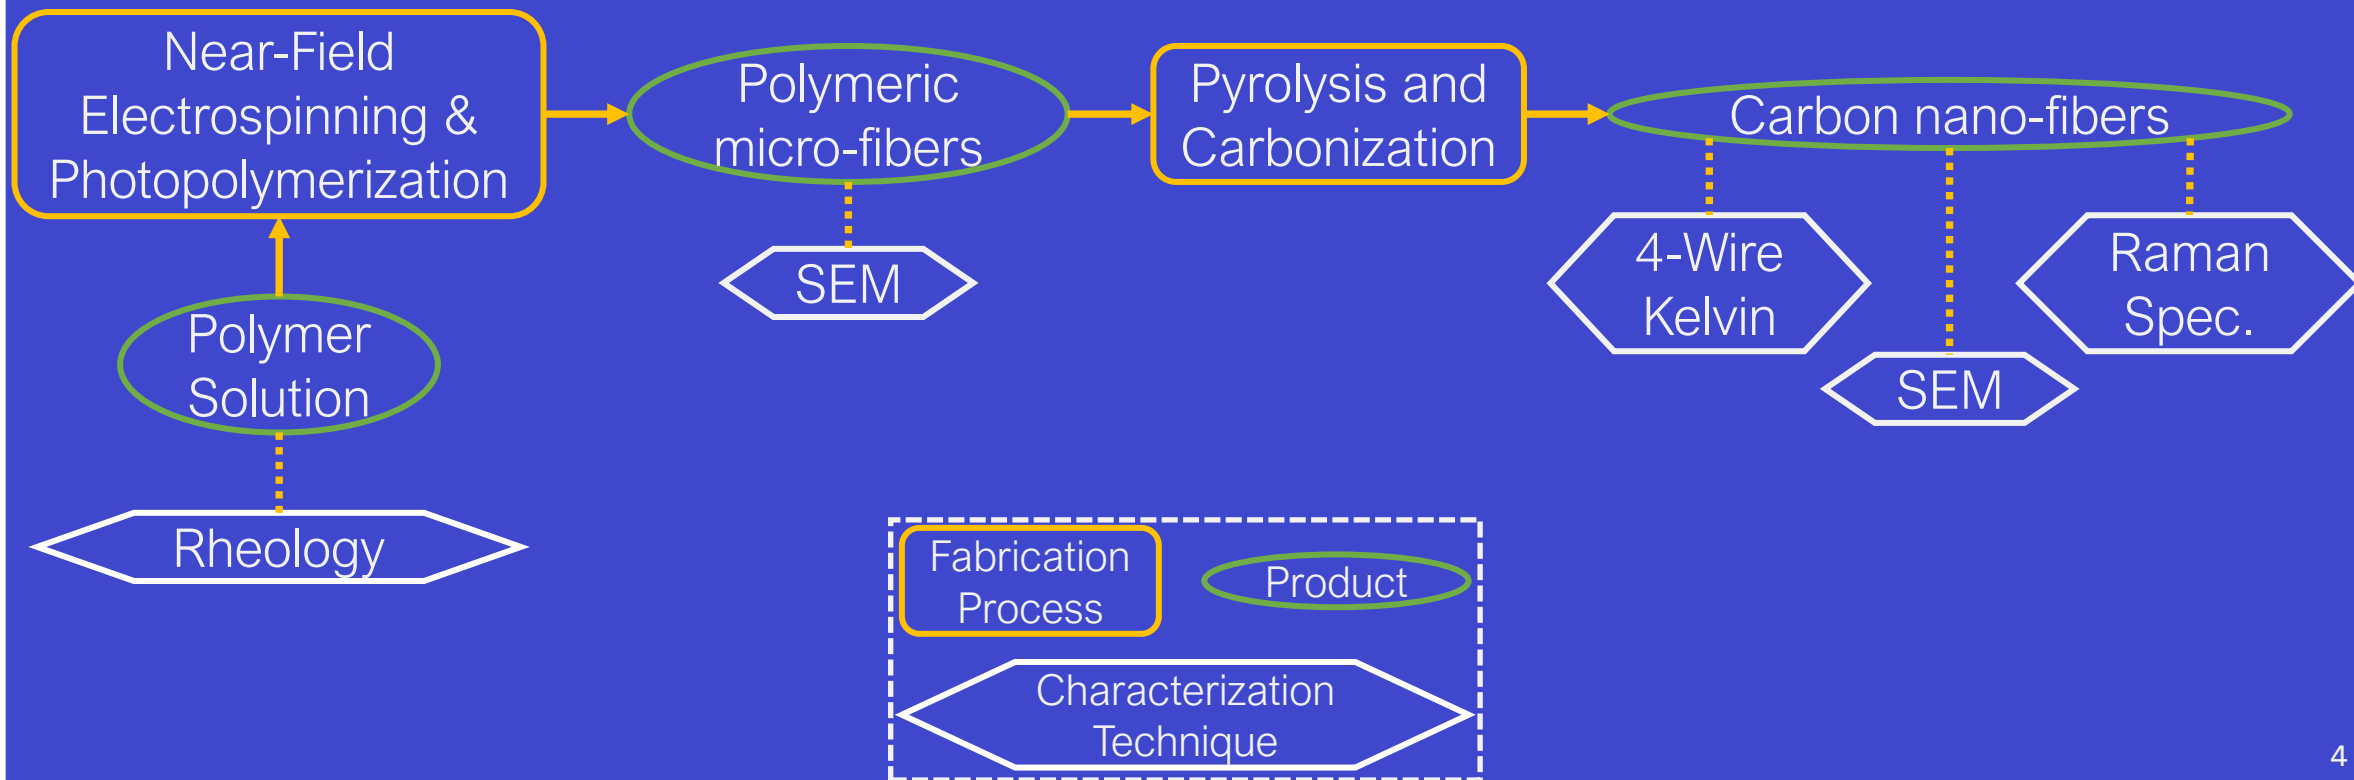 Near-Field
Electrospinning &
Photopolymerization
Polymeric
micro-fibers
Pyrolysis and
Carbonization
Carbon nano-fibers
SEM
4-Wire
Kelvin
Raman
Spec.
SEM
Polymer
Solution
Rheology
Fabrication
Process
Product
Characterization
Technique
4